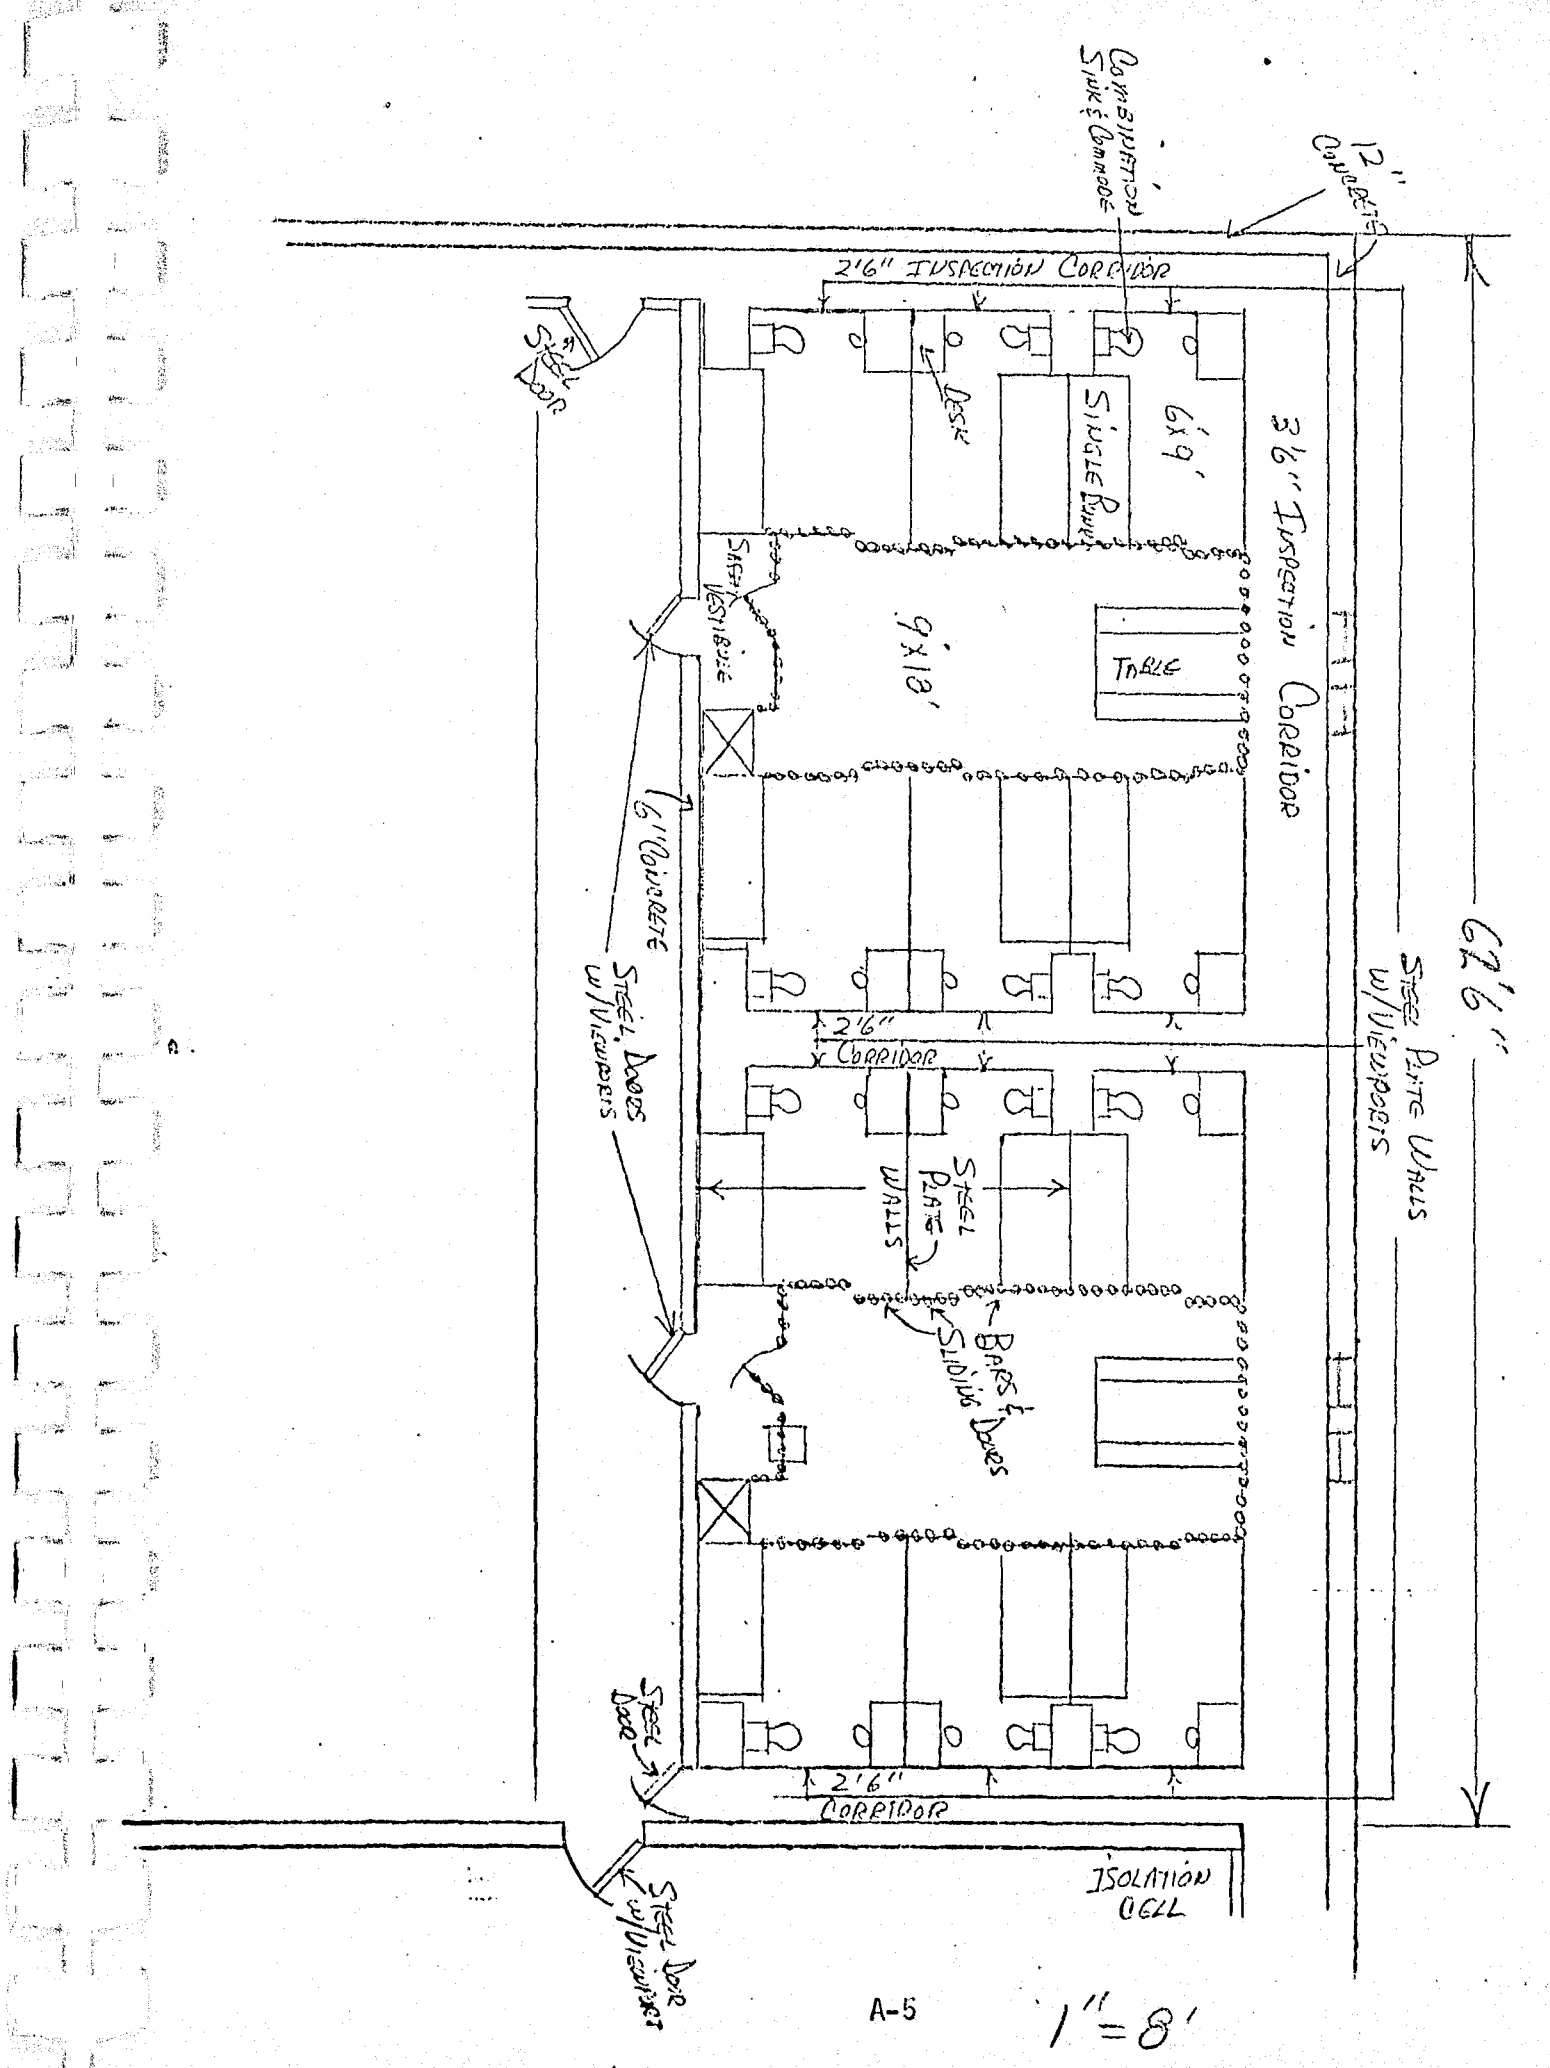 COMBINATION
SINK & COMMODE
12"
CONCRETE
2'6" INSPECTION CORRIDOR
STEEL
DOOR
DESK
SINGLE BUNK
6'X9'
3'6" INSPECTION CORRIDOR
SAFETY
VESTIBULE
9'X18'
TABLE
6" CONCRETE
STEEL DOORS
W/VIEWPORTS
2'6"
CORRIDOR
62'6"
STEEL PLATE WALLS
W/VIEWPORTS
STEEL
PLATE
WALLS
BARS &
SLIDING DOORS
STEEL
DOOR
2'6"
CORRIDOR
ISOLATION
CELL
STEEL DOOR
W/VIEWPORT
A-5
1"=8'